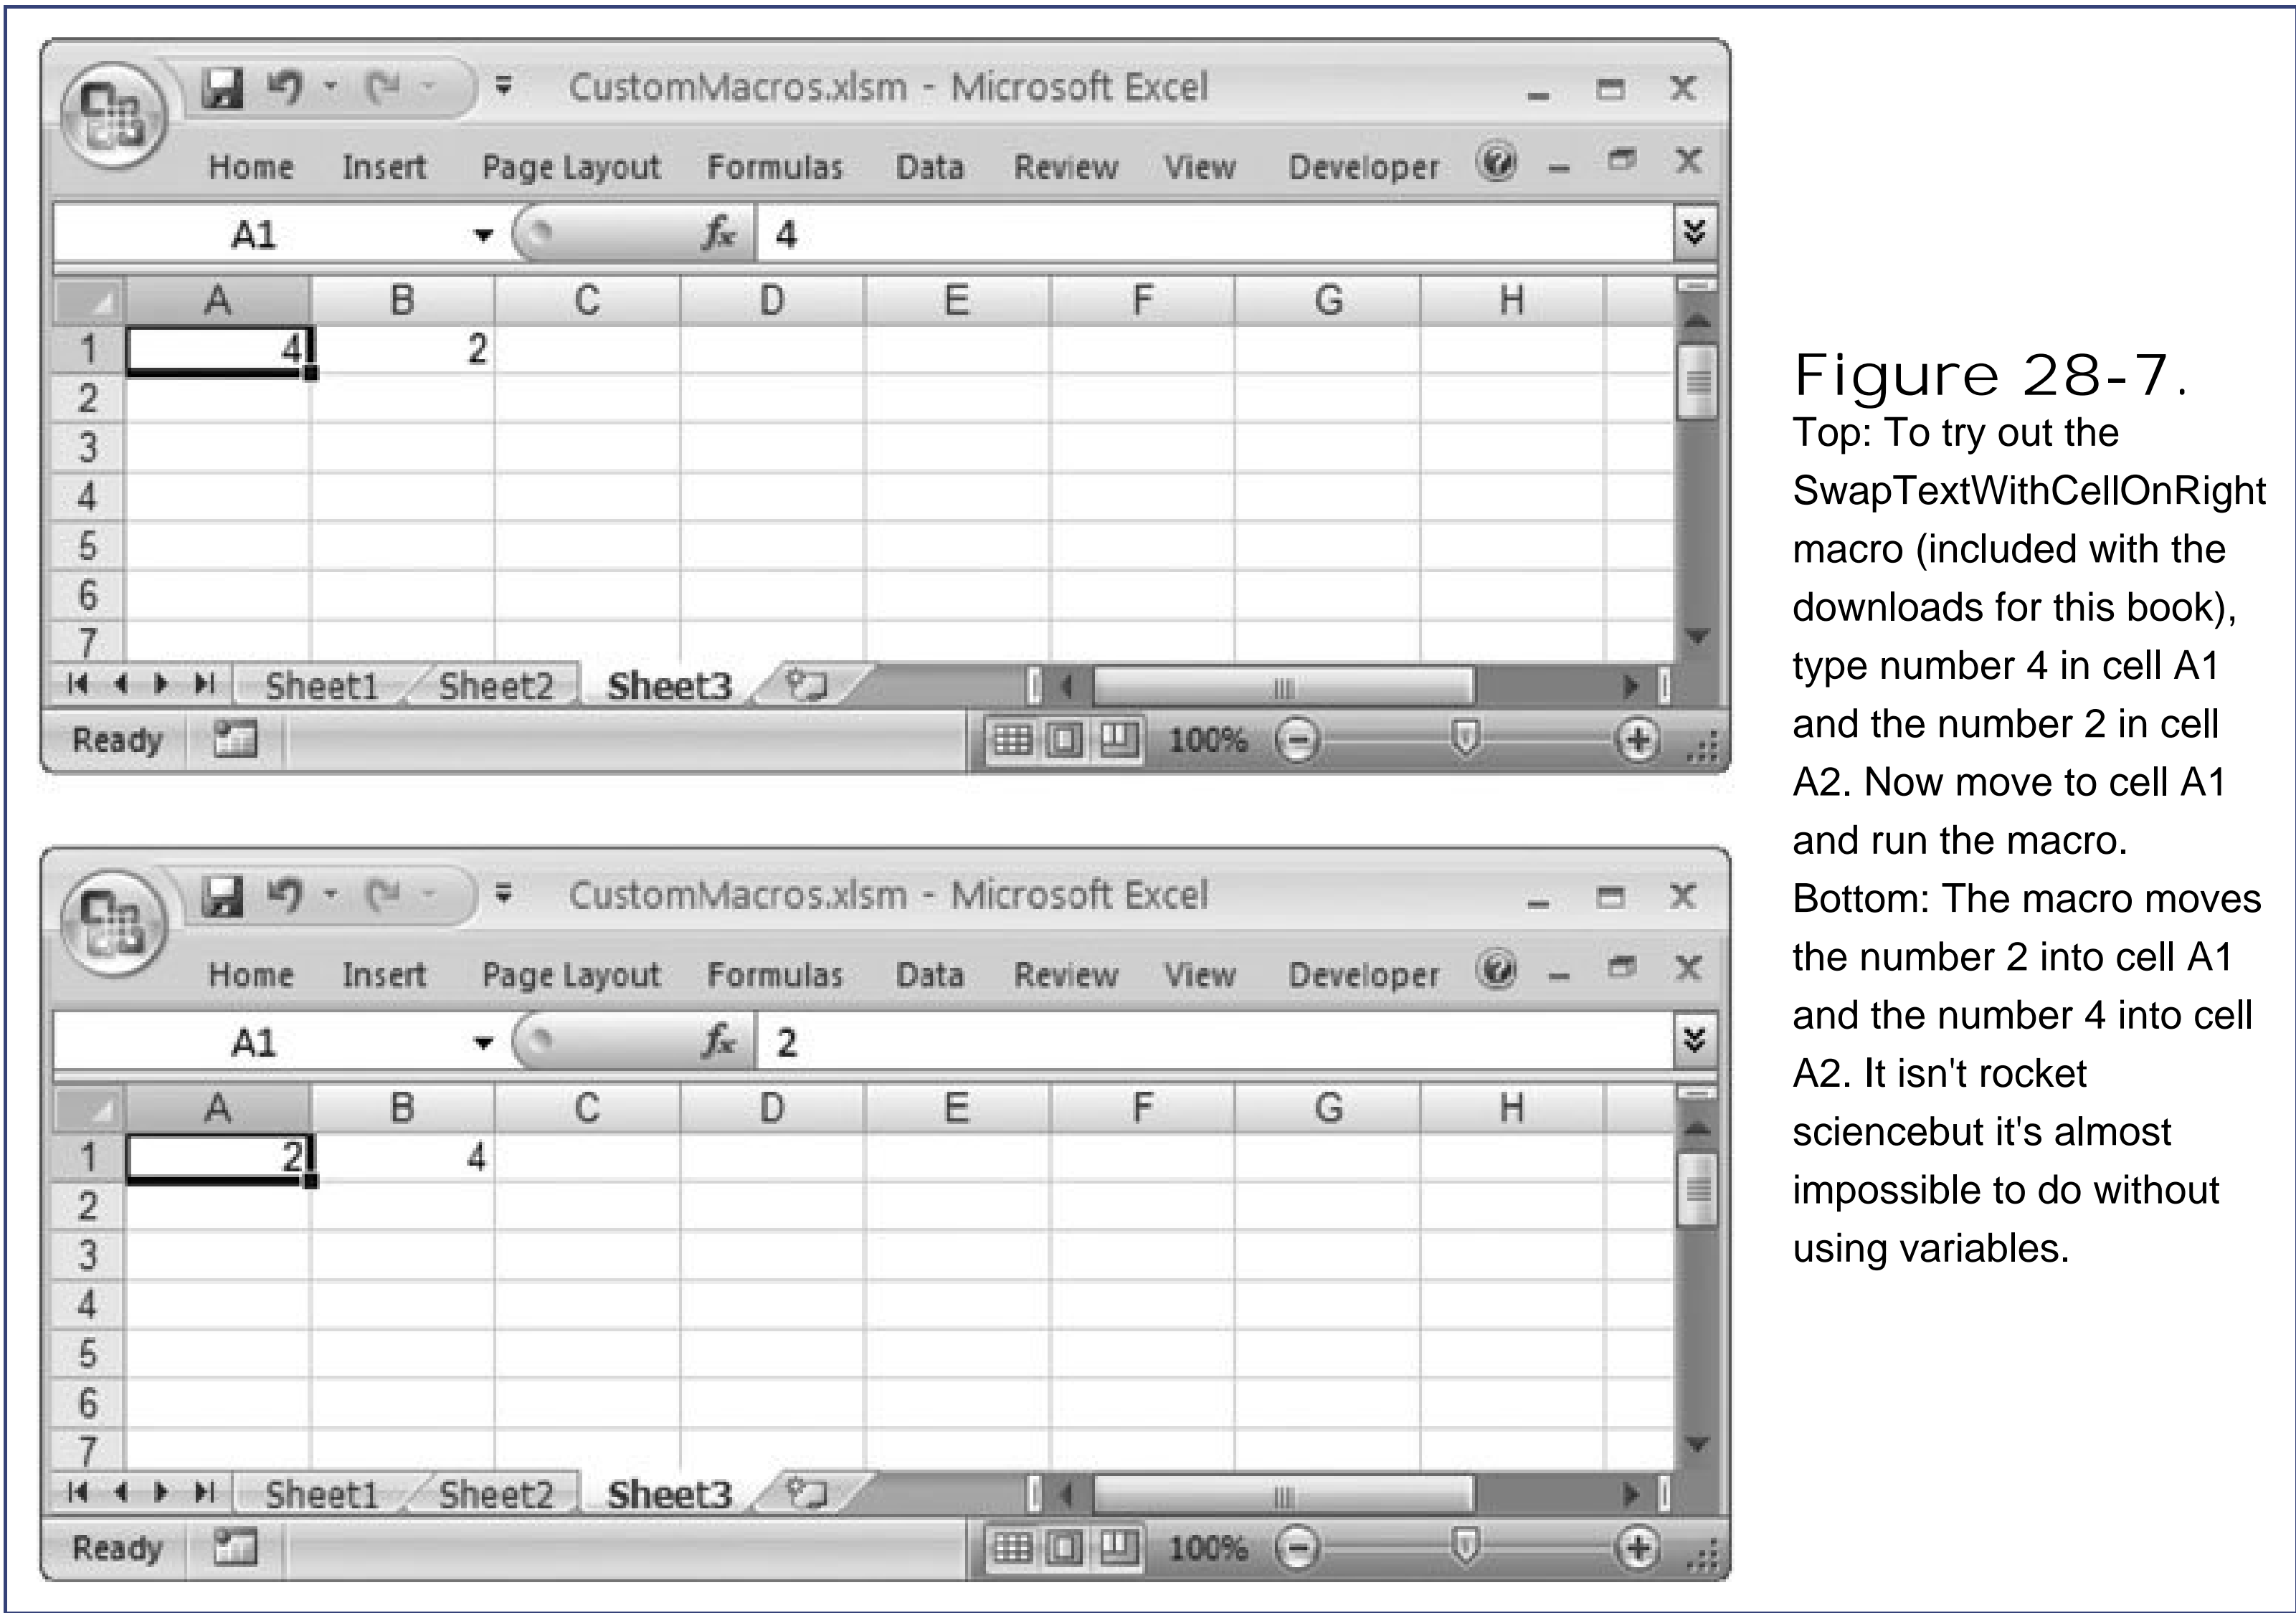 CustomMacros.xlsm - Microsoft Excel
Home Insert Page Layout Formulas Data Review View Developer
A1 fx 4
A B C D E F G H
1 4 2
2
3
4
5
6
7
Sheet1 Sheet2 Sheet3
Ready 100%
CustomMacros.xlsm - Microsoft Excel
Home Insert Page Layout Formulas Data Review View Developer
A1 fx 2
A B C D E F G H
1 2 4
2
3
4
5
6
7
Sheet1 Sheet2 Sheet3
Ready 100%
Figure 28-7.
Top: To try out the
SwapTextWithCellOnRight
macro (included with the
downloads for this book),
type number 4 in cell A1
and the number 2 in cell
A2. Now move to cell A1
and run the macro.
Bottom: The macro moves
the number 2 into cell A1
and the number 4 into cell
A2. It isn't rocket
sciencebut it's almost
impossible to do without
using variables.